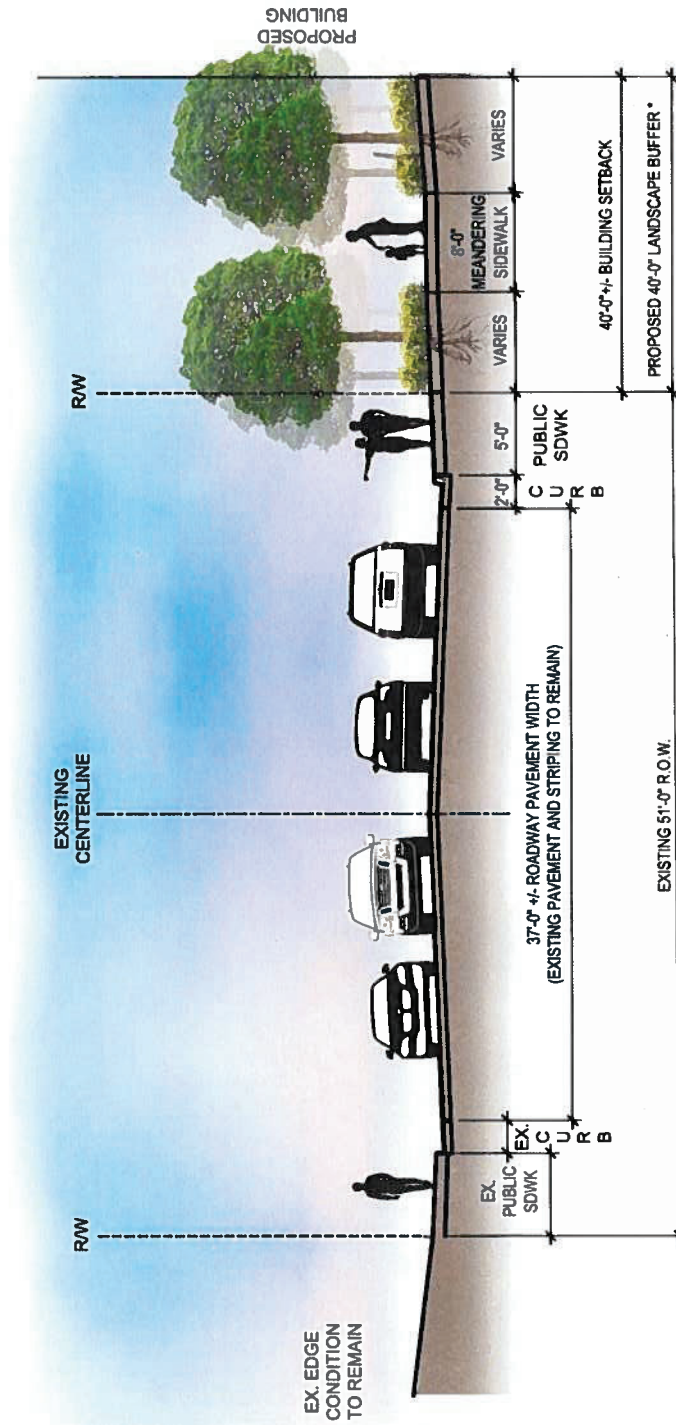 R/W
EXISTING
CENTERLINE
R/W
PROPOSED
BUILDING
EX. EDGE
CONDITION
TO REMAIN
EX.
PUBLIC
SDWK
EX.
C
U
R
B
37'-0" +/- ROADWAY PAVEMENT WIDTH
(EXISTING PAVEMENT AND STRIPING TO REMAIN)
2'-0"
C
U
R
B
5'-0"
PUBLIC
SDWK
VARIES
8'-0"
MEANDERING
SIDEWALK
VARIES
40'-0"+/- BUILDING SETBACK
EXISTING 51'-0" R.O.W.
PROPOSED 40'-0" LANDSCAPE BUFFER*